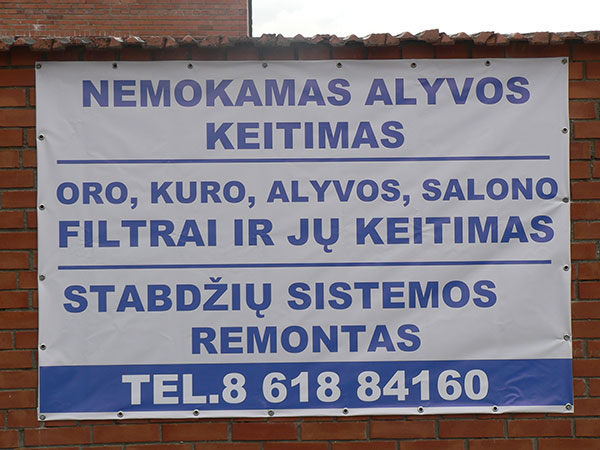 NEMOKAMAS ALYVOS
KEITIMAS
ORO, KURO, ALYVOS, SALONO
FILTRAI IR JŲ KEITIMAS
STABDŽIŲ SISTEMOS
REMONTAS
TEL.8 618 84160